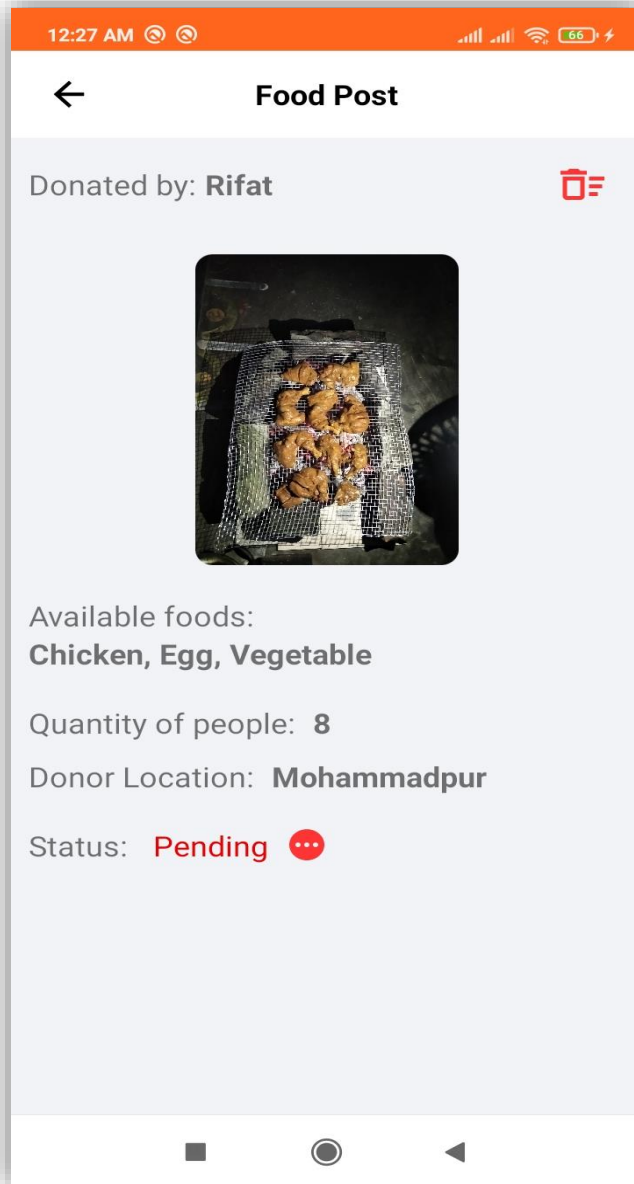 12:27 AM
66
Food Post
Donated by: Rifat
Available foods:
Chicken, Egg, Vegetable
Quantity of people: 8
Donor Location: Mohammadpur
Status: Pending